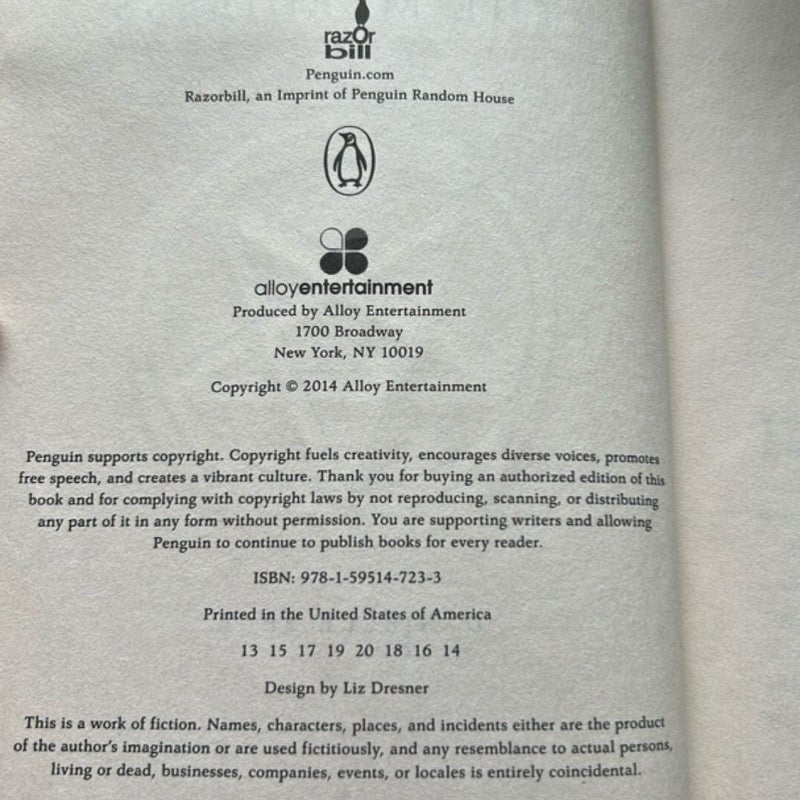 razOr
bill
Penguin.com
Razorbill, an Imprint of Penguin Random House
alloyentertainment
Produced by Alloy Entertainment
1700 Broadway
New York, NY 10019
Copyright © 2014 Alloy Entertainment
Penguin supports copyright. Copyright fuels creativity, encourages diverse voices, promotes
free speech, and creates a vibrant culture. Thank you for buying an authorized edition of this
book and for complying with copyright laws by not reproducing, scanning, or distributing
any part of it in any form without permission. You are supporting writers and allowing
Penguin to continue to publish books for every reader.
ISBN: 978-1-59514-723-3
Printed in the United States of America
13 15 17 19 20 18 16 14
Design by Liz Dresner
This is a work of fiction. Names, characters, places, and incidents either are the product
of the author's imagination or are used fictitiously, and any resemblance to actual persons,
living or dead, businesses, companies, events, or locales is entirely coincidental.